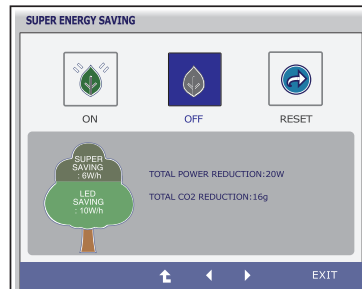 SUPER ENERGY SAVING
ON
OFF
RESET
SUPER
SAVING
: 6W/h
LED
SAVING
: 10W/h
TOTAL POWER REDUCTION:20W
TOTAL CO2 REDUCTION:16g
EXIT